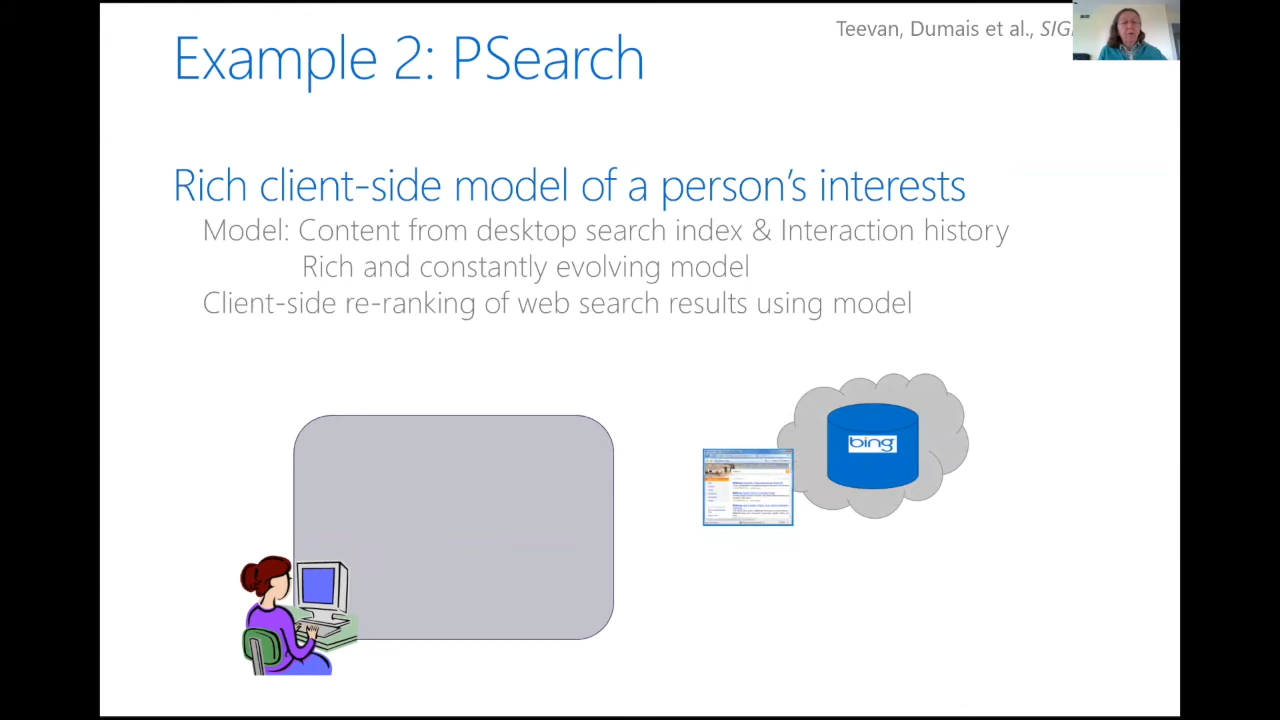 Teevan, Dumais et al.,
Example 2: PSearch
Rich client-side model of a person's interests
Model: Content from desktop search index & Interaction history
Rich and constantly evolving model
Client-side re-ranking of web search results using model
bing